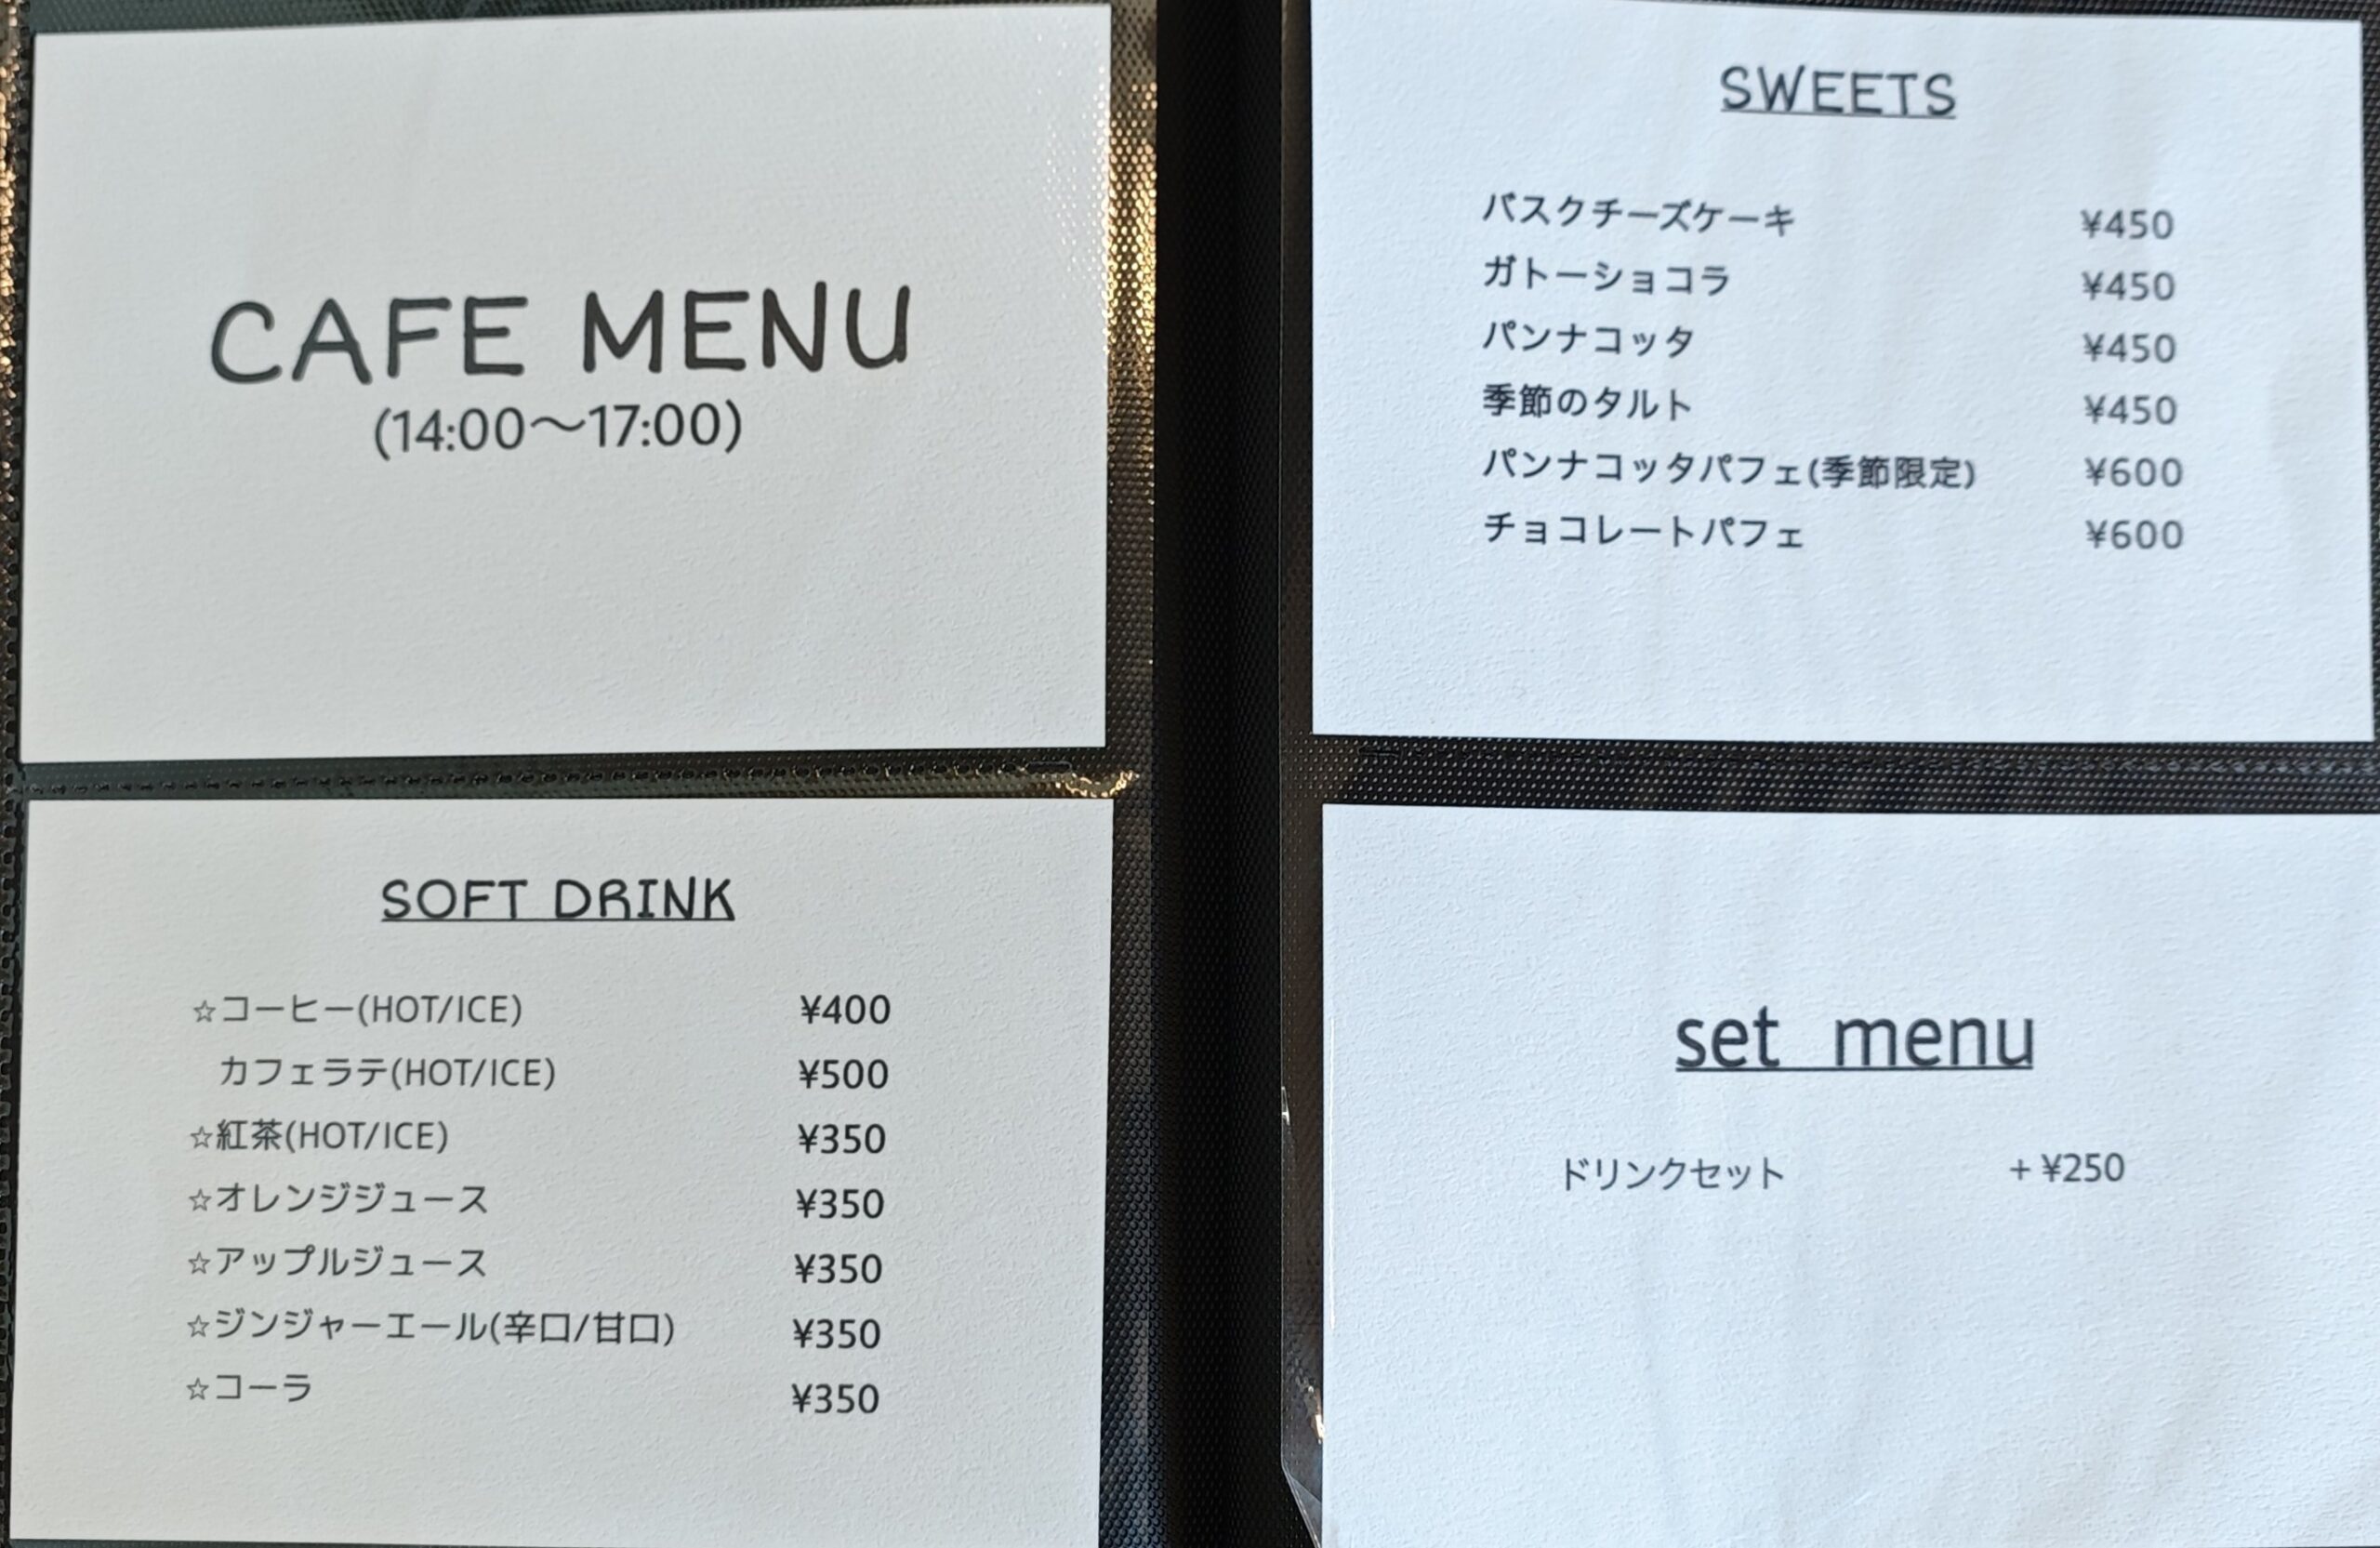 CAFE MENU
(14:00～17:00)
SOFT DRINK
☆コーヒー(HOT/ICE) ¥400
カフェラテ(HOT/ICE) ¥500
☆紅茶(HOT/ICE) ¥350
☆オレンジジュース ¥350
☆アップルジュース ¥350
☆ジンジャーエール(辛口/甘口) ¥350
☆コーラ ¥350
SWEETS
バスクチーズケーキ ¥450
ガトーショコラ ¥450
パンナコッタ ¥450
季節のタルト ¥450
パンナコッタパフェ(季節限定) ¥600
チョコレートパフェ ¥600
set menu
ドリンクセット +¥250